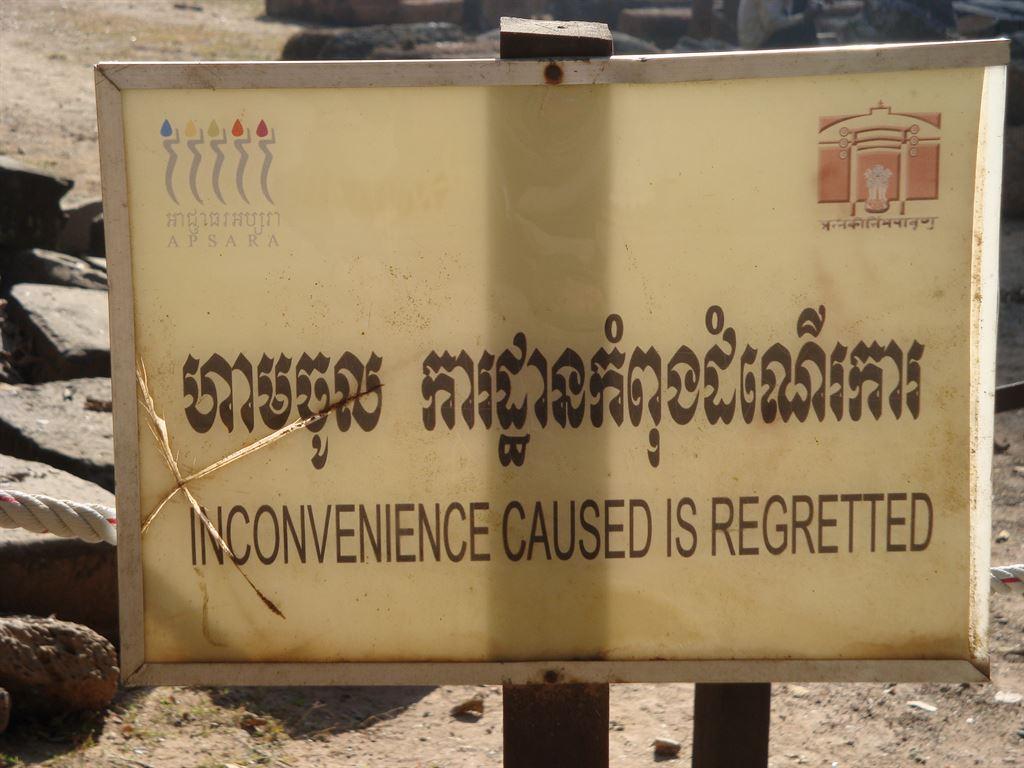 អាជ្ញាធរអប្សរា
APSARA
ហាមចូល ការដ្ឋានកំពុងដំណើរការ
INCONVENIENCE CAUSED IS REGRETTED